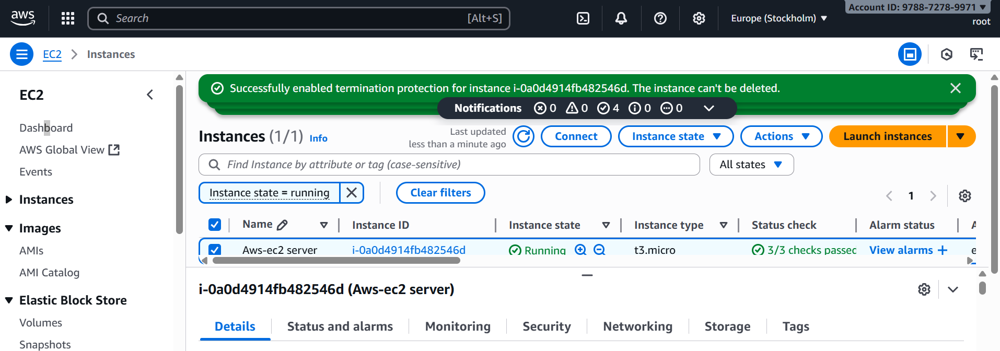 aws
Search [Alt+S]
Europe (Stockholm)
Account ID: 9788-7278-9971
root
EC2 Instances
EC2
Dashboard
AWS Global View
Events
Instances
Images
AMIs
AMI Catalog
Elastic Block Store
Volumes
Snapshots
Successfully enabled termination protection for instance i-0a0d4914fb482546d. The instance can't be deleted.
Notifications 0 0 4 0 0
Instances (1/1) Info
Last updated
less than a minute ago
Connect Instance state Actions Launch instances
Find Instance by attribute or tag (case-sensitive) All states
Instance state = running Clear filters
1
Name Instance ID Instance state Instance type Status check Alarm status A
Aws-ec2 server i-0a0d4914fb482546d Running t3.micro 3/3 checks passed View alarms + e
i-0a0d4914fb482546d (Aws-ec2 server)
Details Status and alarms Monitoring Security Networking Storage Tags